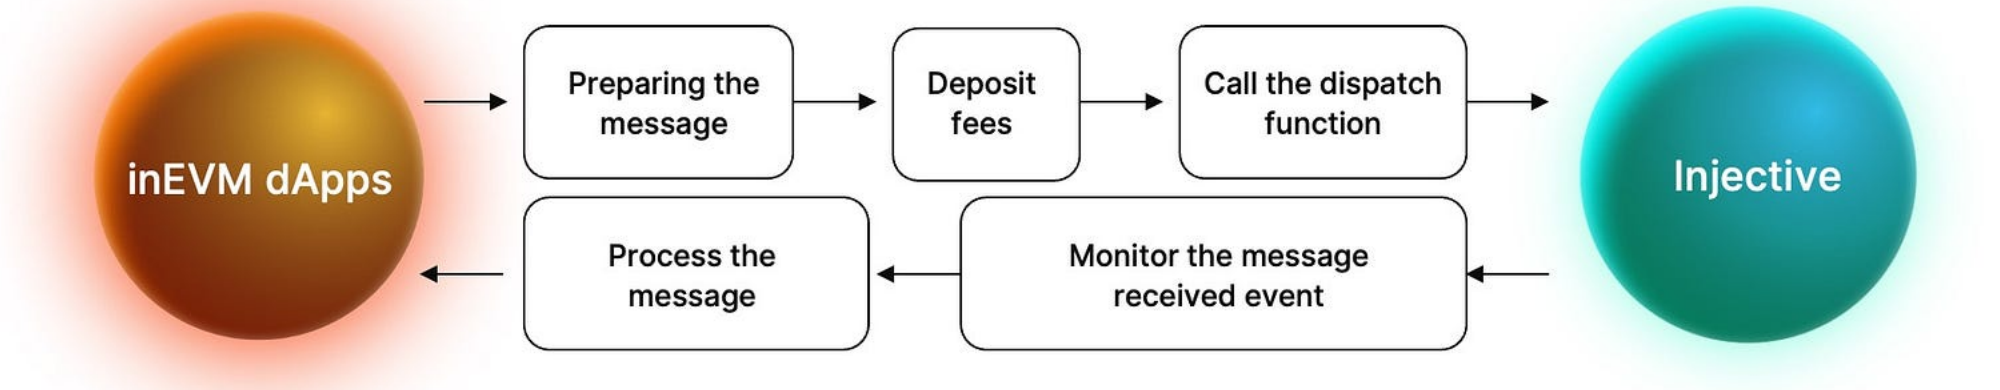 inEVM dApps
Preparing the
message
Deposit
fees
Call the dispatch
function
Injective
Process the
message
Monitor the message
received event